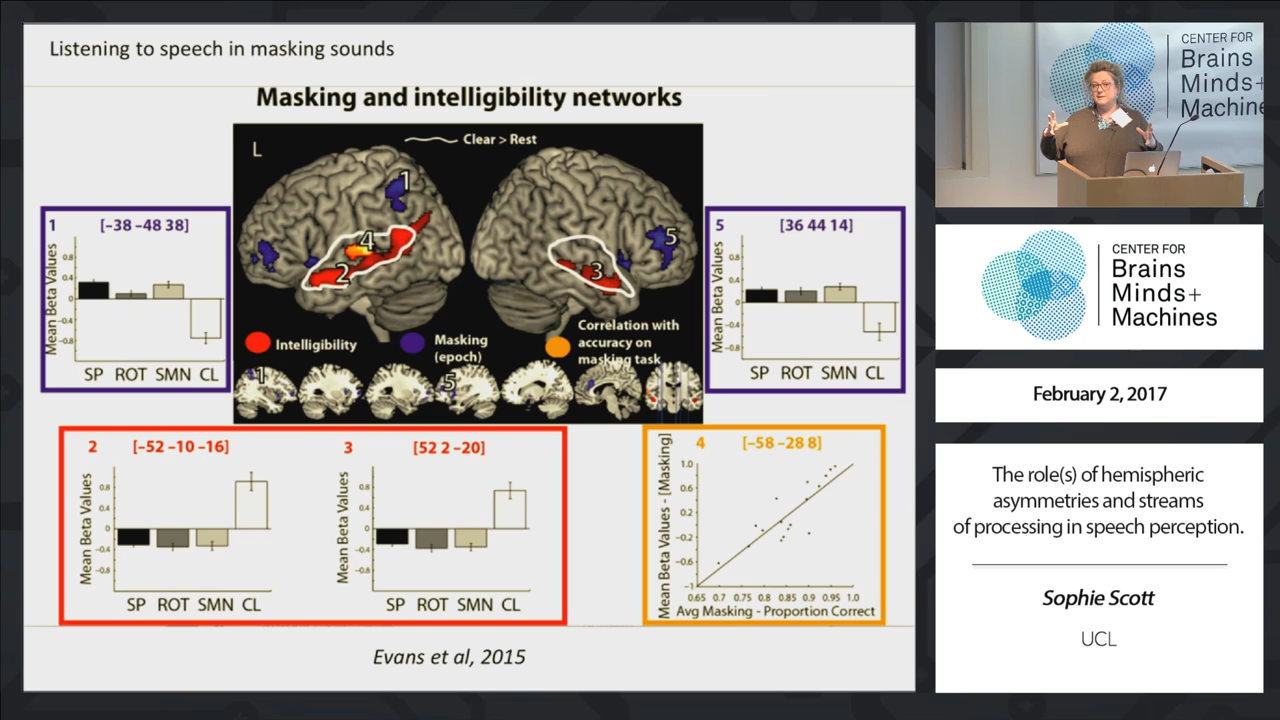 Listening to speech in masking sounds
Masking and intelligibility networks
L
Clear > Rest
1
4
2
3
5
Intelligibility
Masking
(epoch)
Correlation with
accuracy on
masking task
1
5
1 [-38 -48 38]
Mean Beta Values
0.8
0.4
0
-0.4
-0.8
SP ROT SMN CL
5 [36 44 14]
Mean Beta Values
0.8
0.4
0
-0.4
-0.8
SP ROT SMN CL
2 [-52 -10 -16]
Mean Beta Values
0.8
0.4
0
-0.4
-0.8
SP ROT SMN CL
3 [52 2 -20]
Mean Beta Values
0.8
0.4
0
-0.4
-0.8
SP ROT SMN CL
4 [-58 -28 8]
Mean Beta Values - [Masking]
1.0
0.6
0.2
-0.2
-0.6
-1
0.65 0.7 0.75 0.8 0.85 0.9 0.95 1.0
Avg Masking - Proportion Correct
Evans et al, 2015
CENTER FOR
Brains
Minds+
Machine
CENTER FOR
Brains
Minds+
Machines
February 2, 2017
The role(s) of hemispheric
asymmetries and streams
of processing in speech perception.
Sophie Scott
UCL